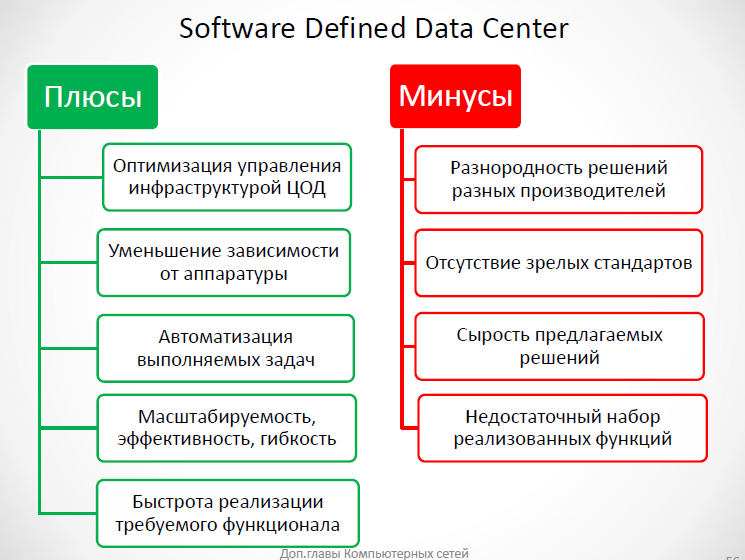 Software Defined Data Center
Плюсы
Оптимизация управления
инфраструктурой ЦОД
Уменьшение зависимости
от аппаратуры
Автоматизация
выполняемых задач
Масштабируемость,
эффективность, гибкость
Быстрота реализации
требуемого функционала
Минусы
Разнородность решений
разных производителей
Отсутствие зрелых стандартов
Сырость предлагаемых
решений
Недостаточный набор
реализованных функций
Доп.главы Компьютерных сетей